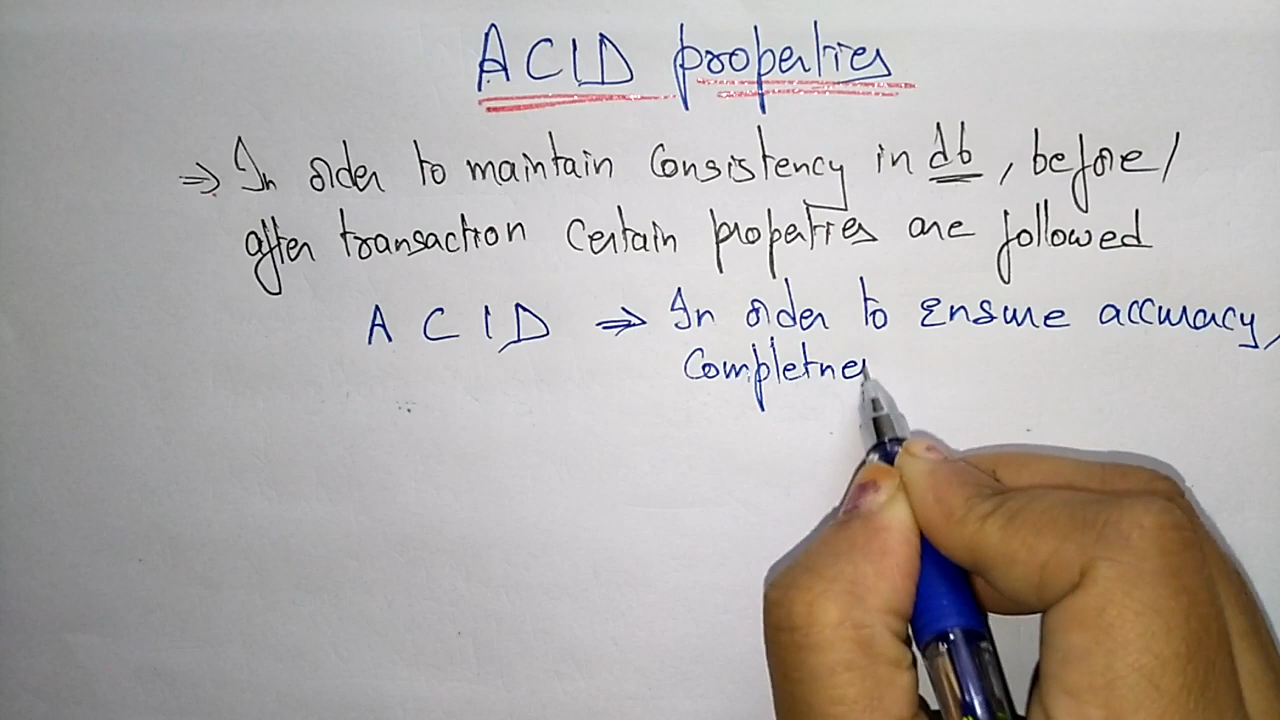 ACID properties
⇒ In order to maintain Consistency in db, before/
after transaction Certain properties are followed
A C I D ⇒ In order to Ensure accuracy,
Completne